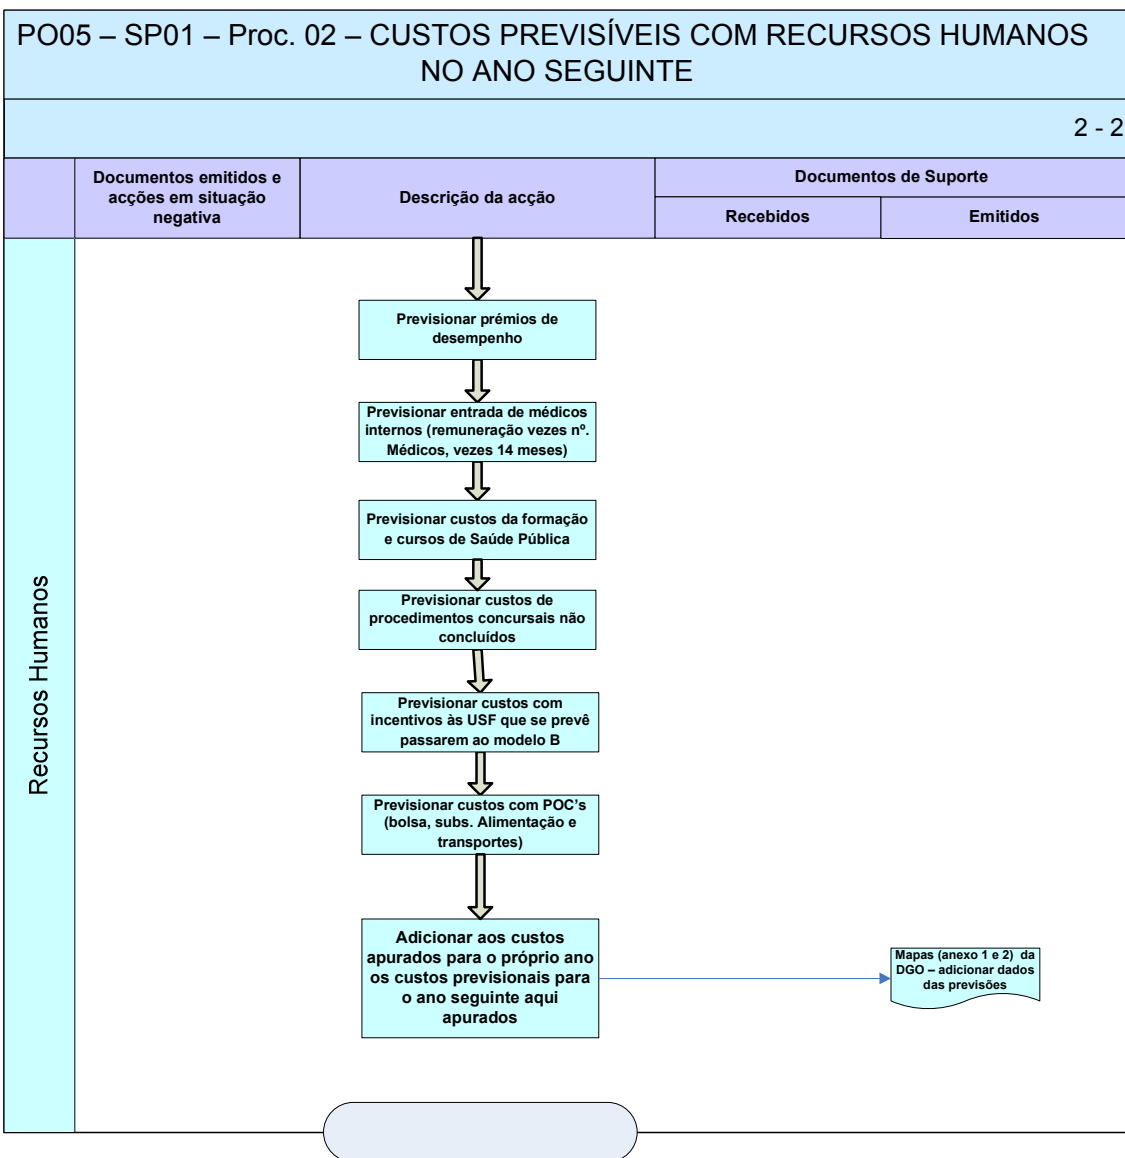 PO05 – SP01 – Proc. 02 – CUSTOS PREVISÍVEIS COM RECURSOS HUMANOS
NO ANO SEGUINTE
2 - 2
Documentos emitidos e
acções em situação
negativa
Descrição da acção
Documentos de Suporte
Recebidos
Emitidos
Recursos Humanos
Previsionar prémios de
desempenho
Previsionar entrada de médicos
internos (remuneração vezes nº.
Médicos, vezes 14 meses)
Previsionar custos da formação
e cursos de Saúde Pública
Previsionar custos de
procedimentos concursais não
concluídos
Previsionar custos com
incentivos às USF que se prevê
passarem ao modelo B
Previsionar custos com POC's
(bolsa, subs. Alimentação e
transportes)
Adicionar aos custos
apurados para o próprio ano
os custos previsionais para
o ano seguinte aqui
apurados
Mapas (anexo 1 e 2) da
DGO – adicionar dados
das previsões